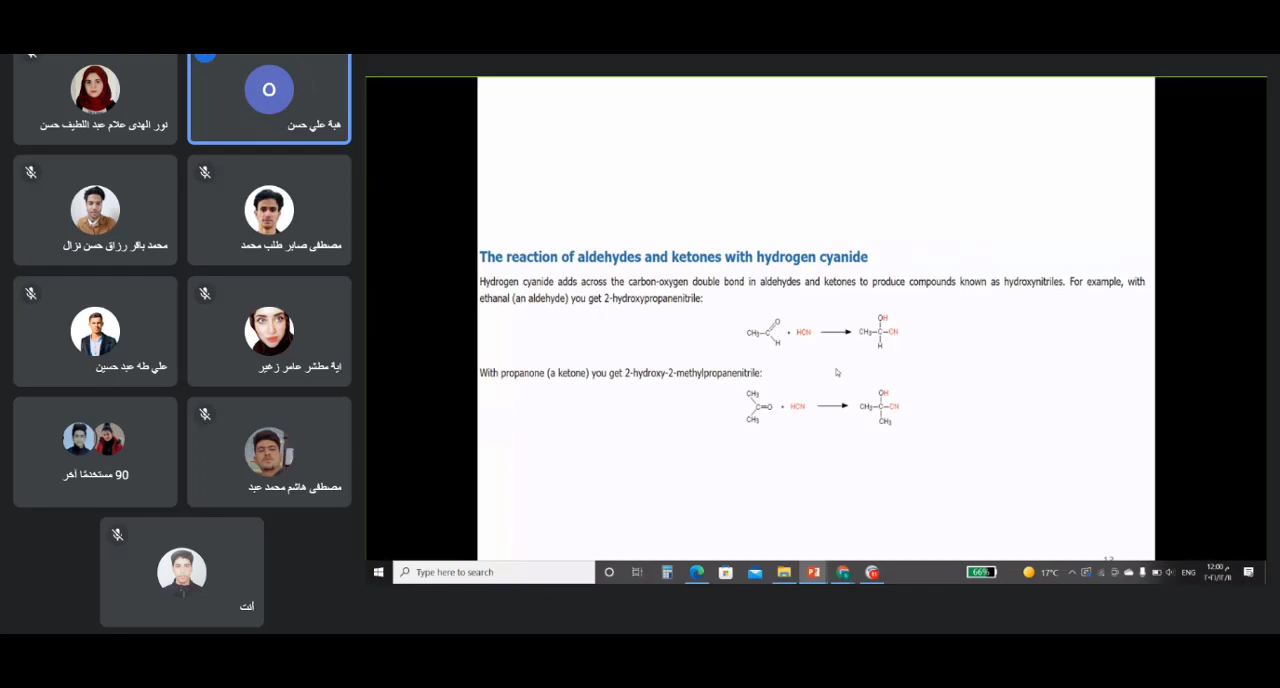 نور الهدى علام عبد اللطيف حسن
O
هبة علي حسن
محمد باقر رزاق حسن نزال
مصطفى صابر طلب محمد
علي طه عبد حسين
اية مطشر عامر زغير
90 مستخدمًا آخر
مصطفى هاشم محمد عبد
أنت
The reaction of aldehydes and ketones with hydrogen cyanide
Hydrogen cyanide adds across the carbon-oxygen double bond in aldehydes and ketones to produce compounds known as hydroxynitriles. For example, with
ethanal (an aldehyde) you get 2-hydroxypropanenitrile:
O
OH
CH₃-C
+ HCN
CH₃-C-CN
H
H
With propanone (a ketone) you get 2-hydroxy-2-methylpropanenitrile:
CH₃
OH
C=O
+ HCN
CH₃-C-CN
CH₃
CH₃
Type here to search
66%
17°C
ENG
12:00 م